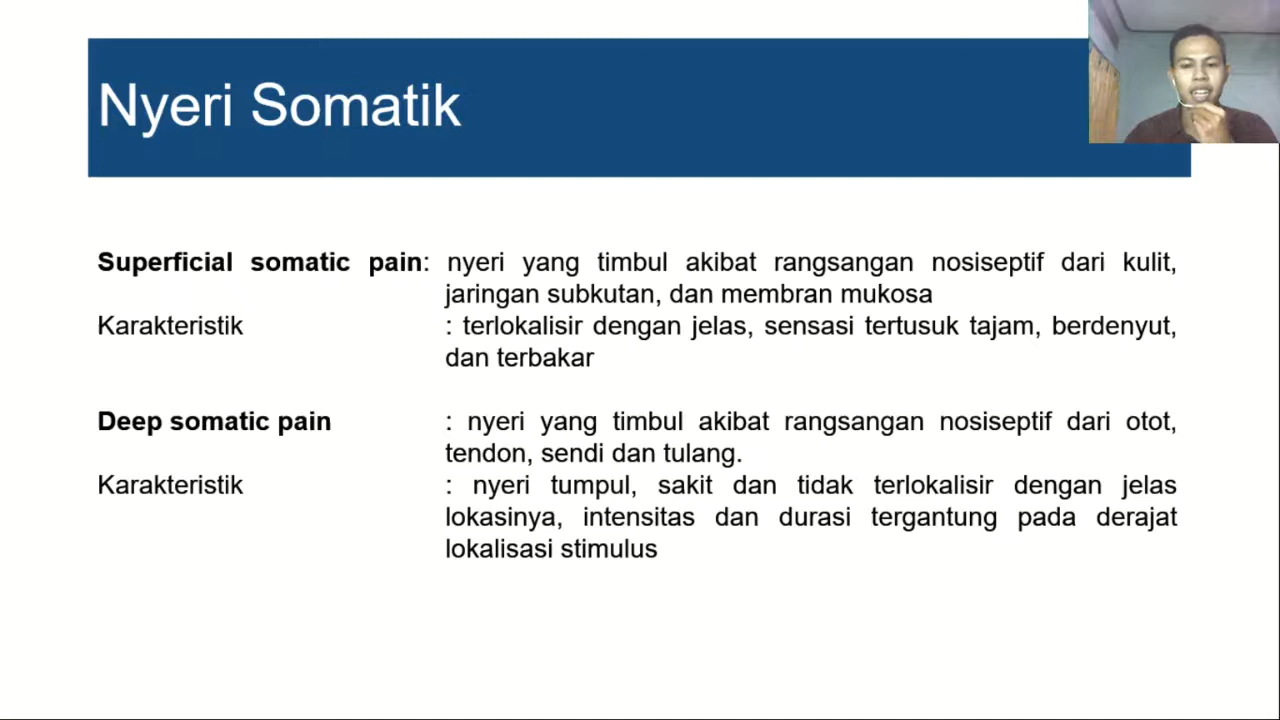 Nyeri Somatik
Superficial somatic pain: nyeri yang timbul akibat rangsangan nosiseptif dari kulit,
jaringan subkutan, dan membran mukosa
Karakteristik : terlokalisir dengan jelas, sensasi tertusuk tajam, berdenyut,
dan terbakar
Deep somatic pain : nyeri yang timbul akibat rangsangan nosiseptif dari otot,
tendon, sendi dan tulang.
Karakteristik : nyeri tumpul, sakit dan tidak terlokalisir dengan jelas
lokasinya, intensitas dan durasi tergantung pada derajat
lokalisasi stimulus